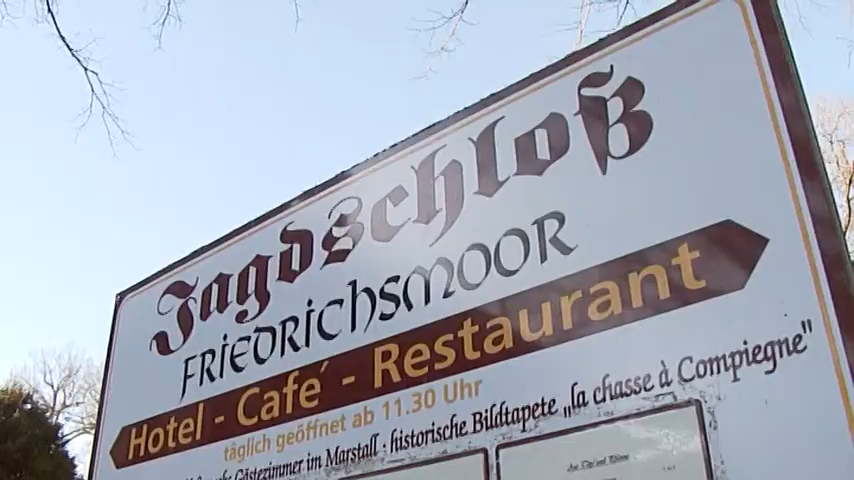 Jagdschloß
FRIEDRICHSMOOR
Hotel - Café - Restaurant
täglich geöffnet ab 11.30 Uhr
Gästezimmer im Marstall · historische Bildtapete „la chasse à Compiegne"